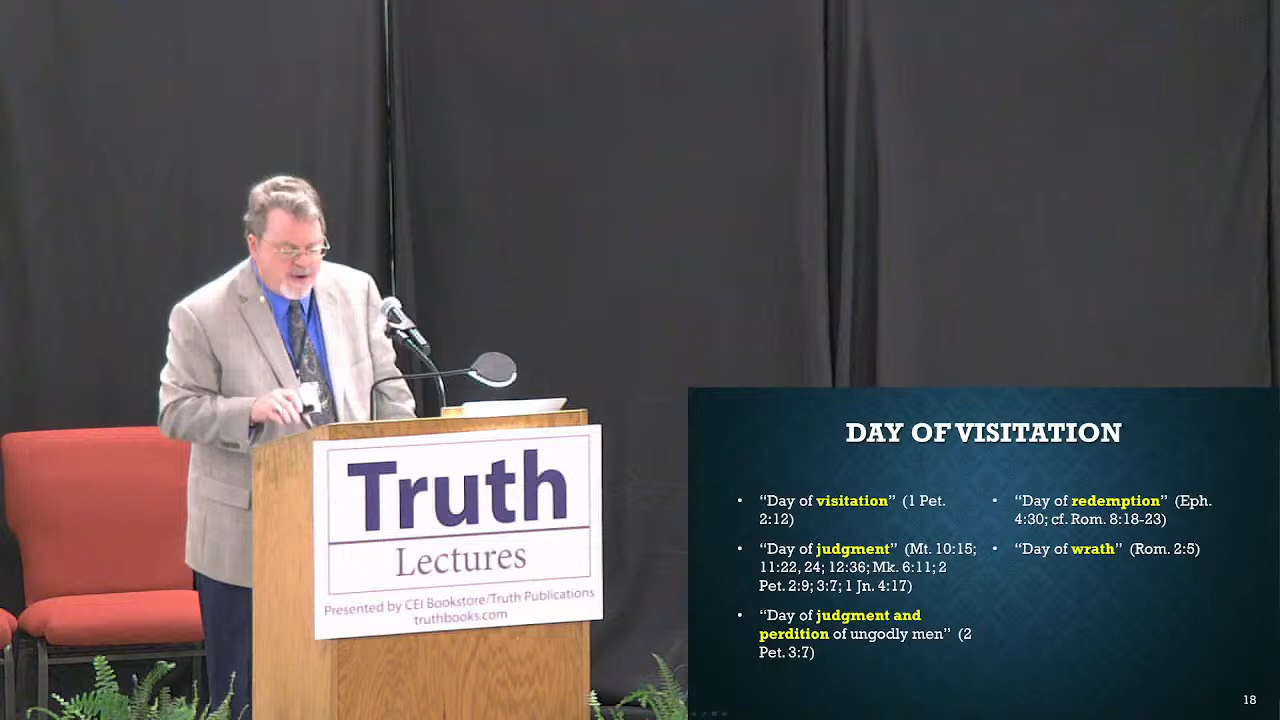 Truth
Lectures
Presented by CEI Bookstore/Truth Publications
truthbooks.com
DAY OF VISITATION
• “Day of visitation” (1 Pet.
2:12)
• “Day of judgment” (Mt. 10:15;
11:22, 24; 12:36; Mk. 6:11; 2
Pet. 2:9; 3:7; 1 Jn. 4:17)
• “Day of judgment and
perdition of ungodly men” (2
Pet. 3:7)
• “Day of redemption” (Eph.
4:30; cf. Rom. 8:18-23)
• “Day of wrath” (Rom. 2:5)
18